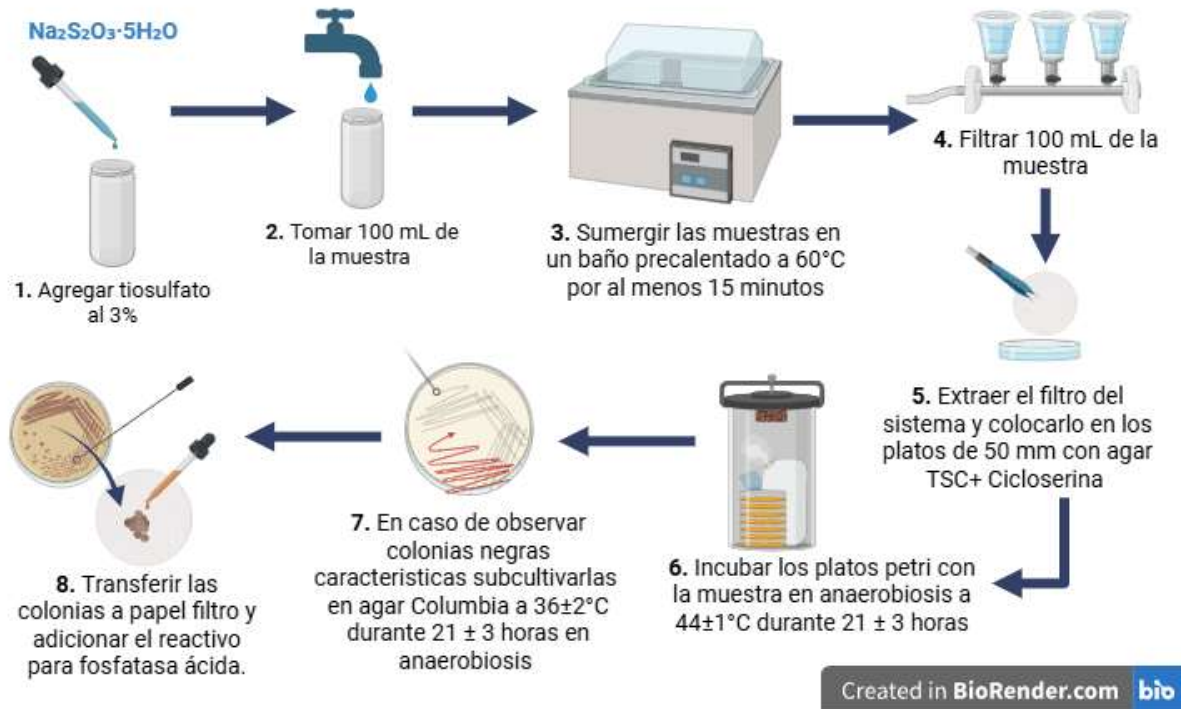 Na₂S₂O₃·5H₂O
1. Agregar tiosulfato
al 3%
2. Tomar 100 mL de
la muestra
3. Sumergir las muestras en
un baño precalentado a 60°C
por al menos 15 minutos
4. Filtrar 100 mL de la
muestra
5. Extraer el filtro del
sistema y colocarlo en los
platos de 50 mm con agar
TSC+ Cicloserina
6. Incubar los platos petri con
la muestra en anaerobiosis a
44±1°C durante 21 ± 3 horas
7. En caso de observar
colonias negras
caracteristicas subcultivarlas
en agar Columbia a 36±2°C
durante 21 ± 3 horas en
anaerobiosis
8. Transferir las
colonias a papel filtro y
adicionar el reactivo
para fosfatasa ácida.
Created in BioRender.com bio